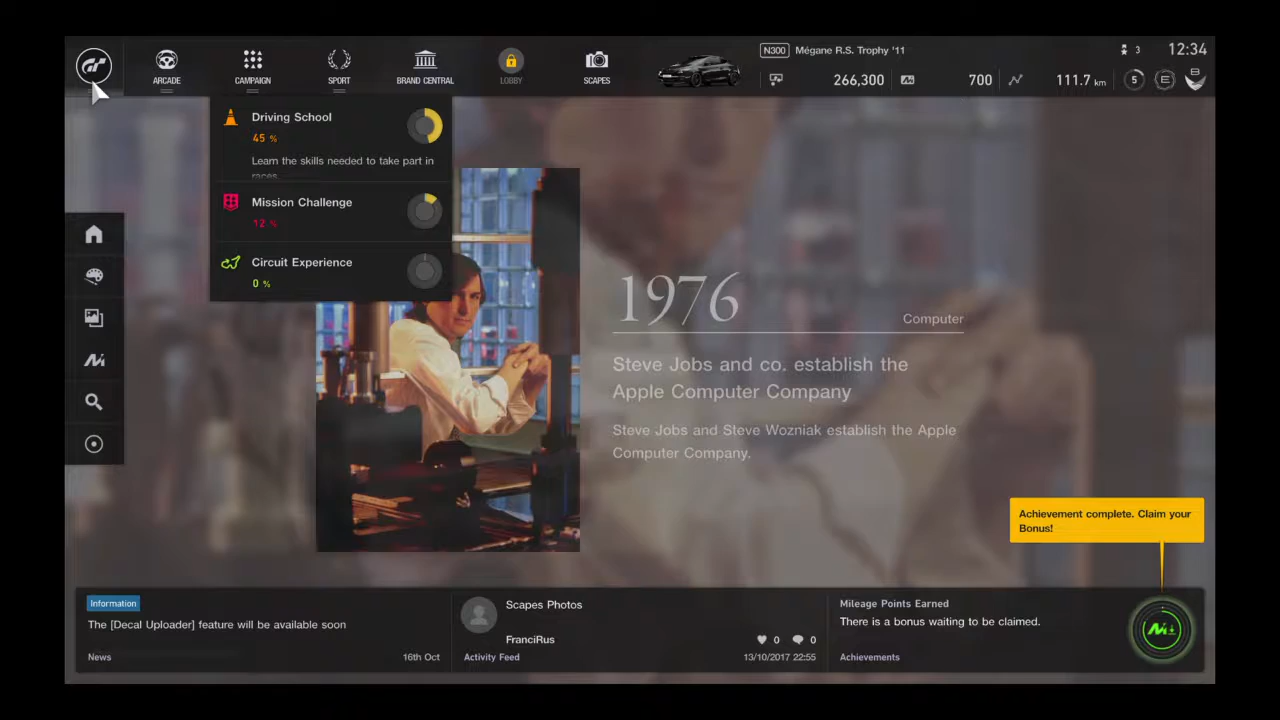 ARCADE
CAMPAIGN
SPORT
BRAND CENTRAL
LOBBY
SCAPES
N300 Mégane R.S. Trophy '11
3
12:34
266,300
700
111.7 km
5
E
B
Driving School
45 %
Learn the skills needed to take part in
races.
Mission Challenge
12 %
Circuit Experience
0 %
1976
Computer
Steve Jobs and co. establish the
Apple Computer Company
Steve Jobs and Steve Wozniak establish the Apple
Computer Company.
Achievement complete. Claim your
Bonus!
Information
The [Decal Uploader] feature will be available soon
News
16th Oct
Scapes Photos
FranciRus
0
0
Activity Feed
13/10/2017 22:55
Mileage Points Earned
There is a bonus waiting to be claimed.
Achievements